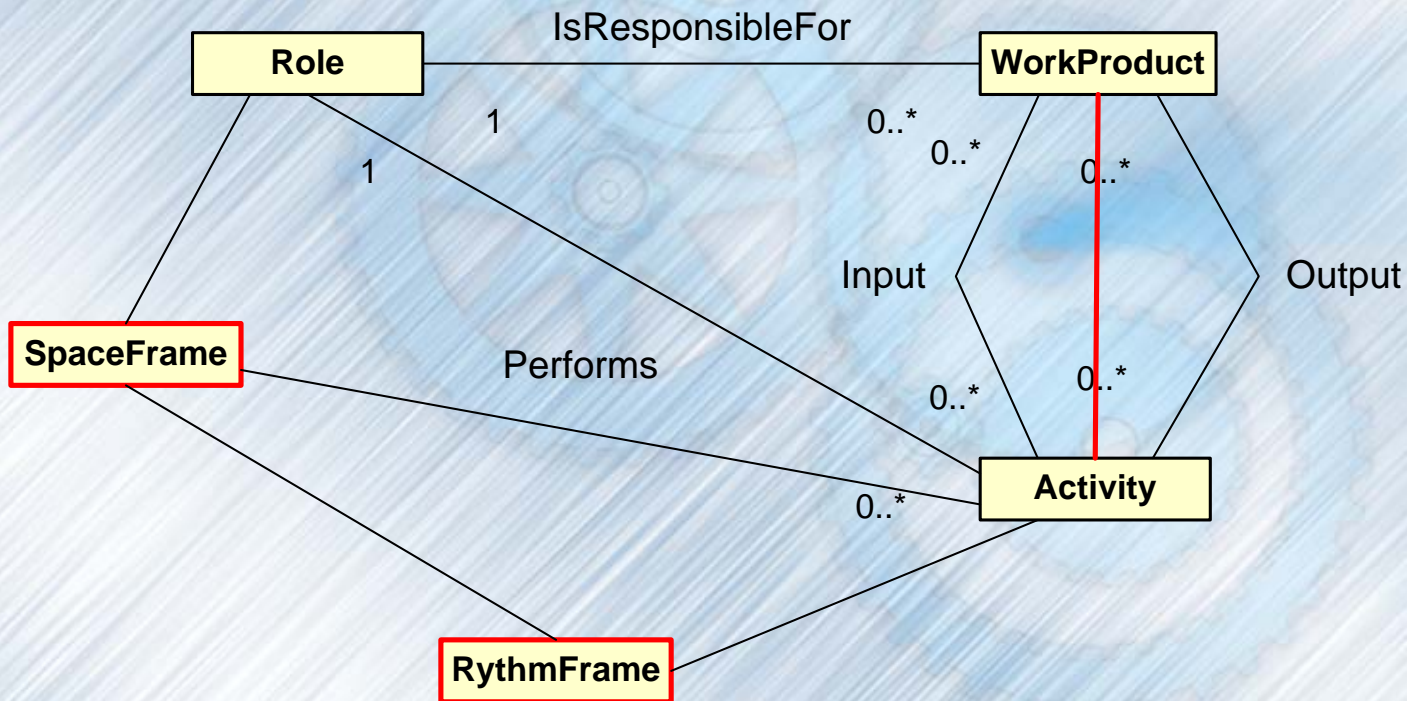 IsResponsibleFor
Role
WorkProduct
1
0..*
1
0..*
0..*
Input
Output
SpaceFrame
Performs
0..*
0..*
Activity
0..*
RythmFrame